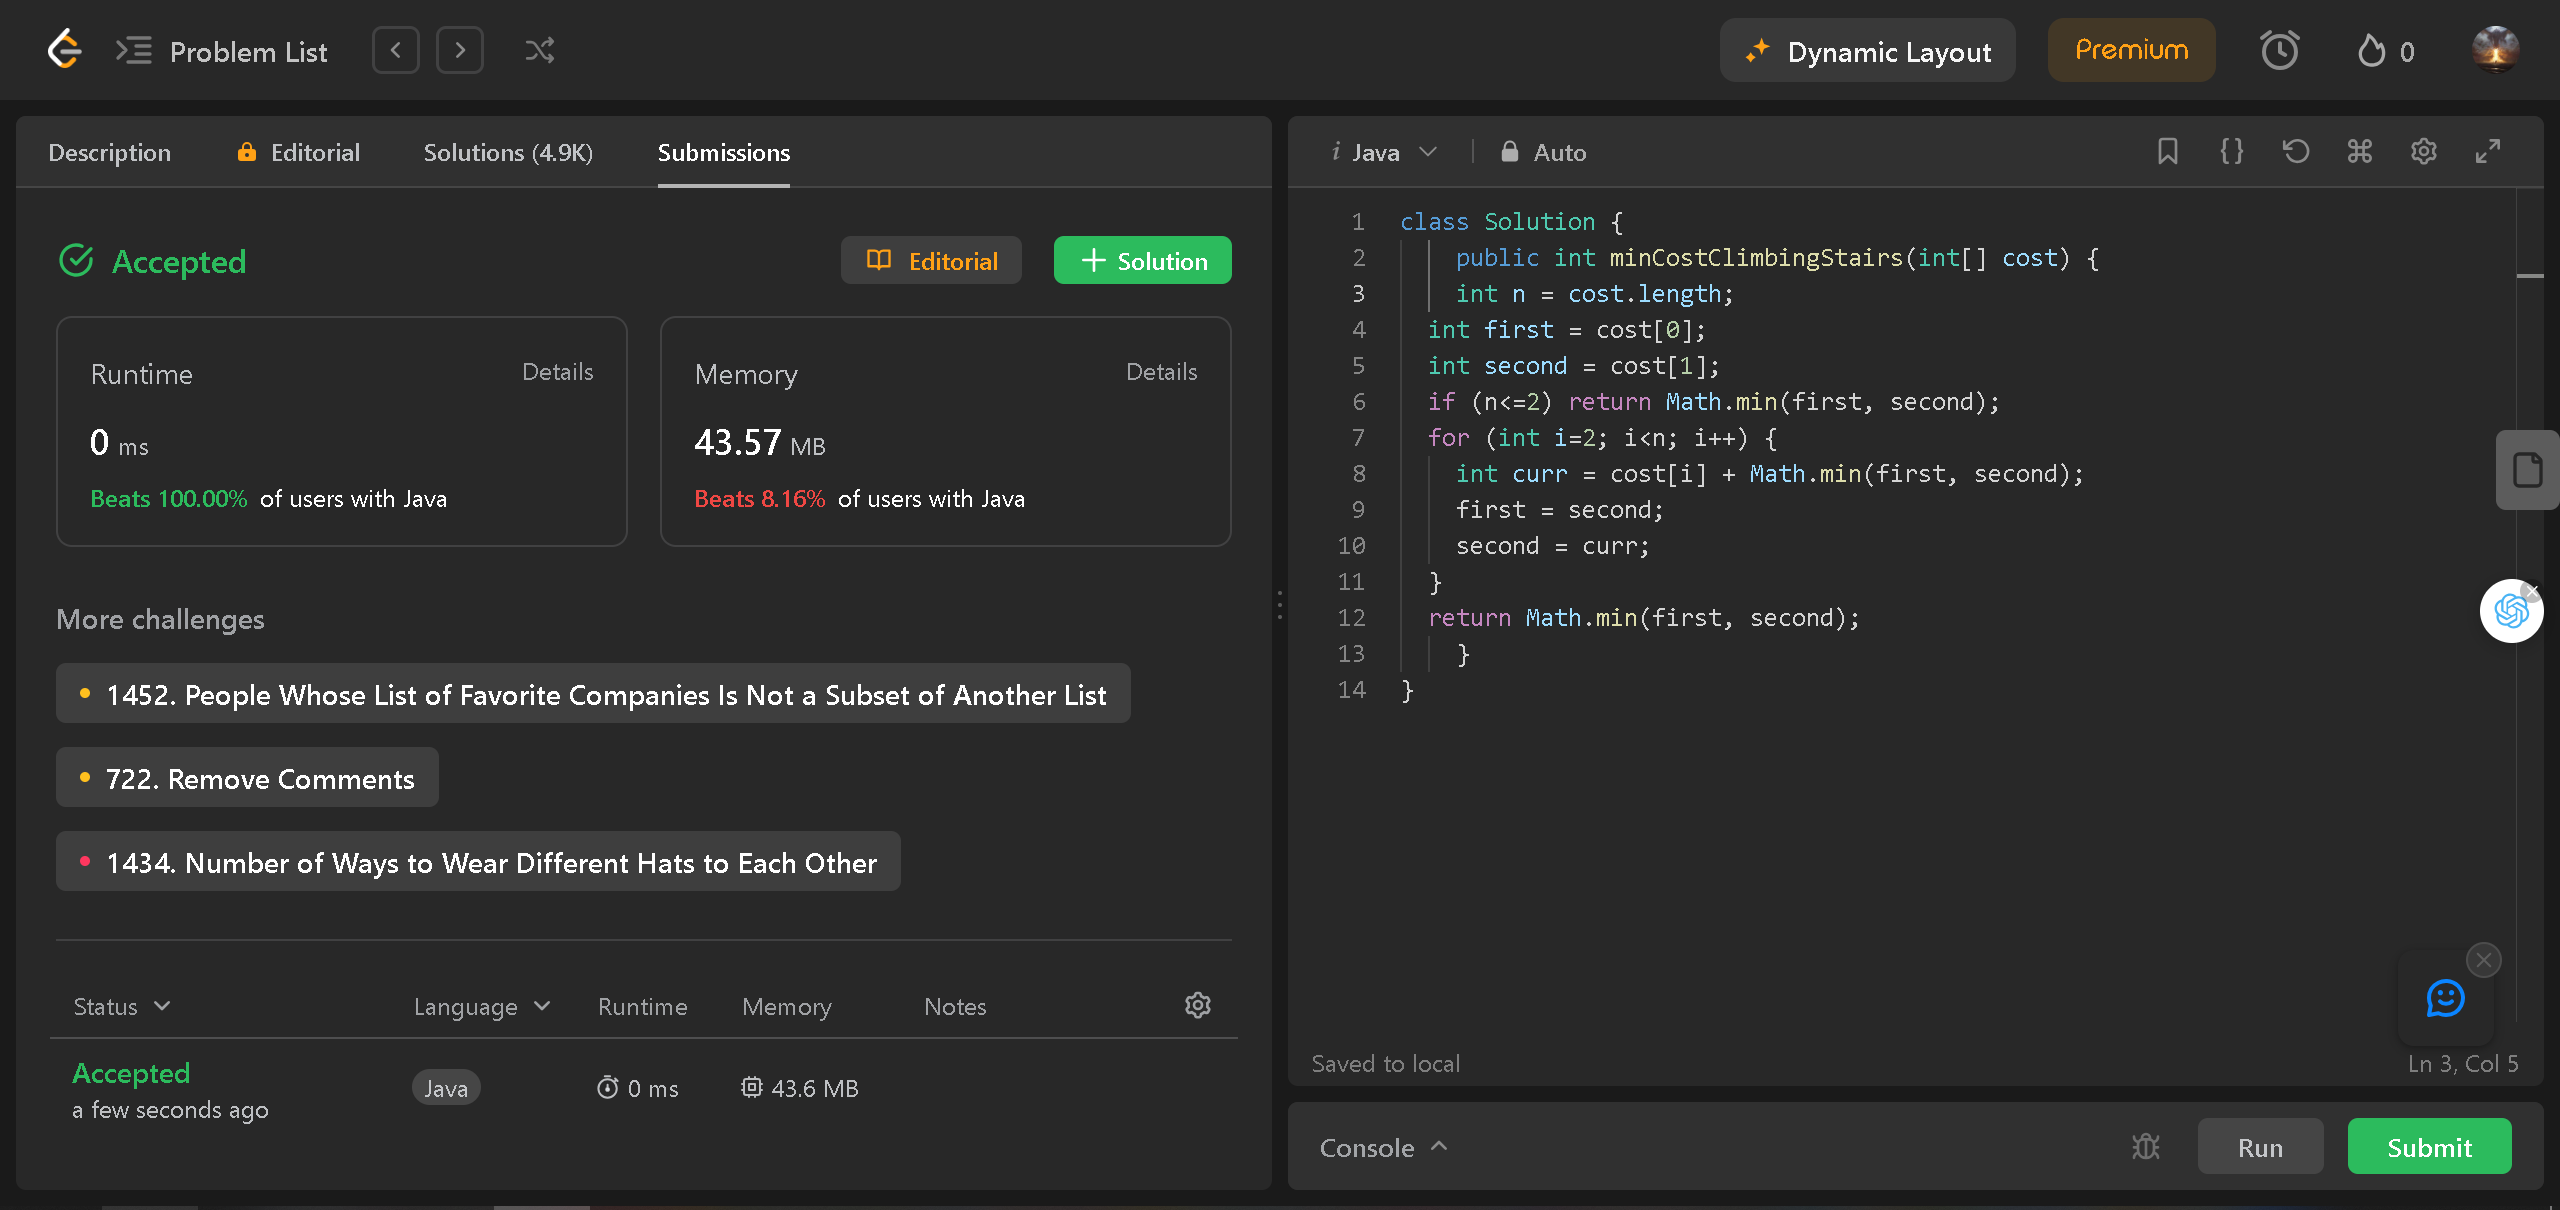 Problem List
Dynamic Layout
Premium
0
Description
Editorial
Solutions (4.9K)
Submissions
Accepted
Editorial
Solution
Runtime
Details
0 ms
Beats 100.00% of users with Java
Memory
Details
43.57 MB
Beats 8.16% of users with Java
More challenges
1452. People Whose List of Favorite Companies Is Not a Subset of Another List
722. Remove Comments
1434. Number of Ways to Wear Different Hats to Each Other
Status
Language
Runtime
Memory
Notes
Accepted
a few seconds ago
Java
0 ms
43.6 MB
i Java
Auto
1 class Solution {
2 public int minCostClimbingStairs(int[] cost) {
3 int n = cost.length;
4 int first = cost[0];
5 int second = cost[1];
6 if (n<=2) return Math.min(first, second);
7 for (int i=2; i<n; i++) {
8 int curr = cost[i] + Math.min(first, second);
9 first = second;
10 second = curr;
11 }
12 return Math.min(first, second);
13 }
14 }
Saved to local
Ln 3, Col 5
Console
Run
Submit